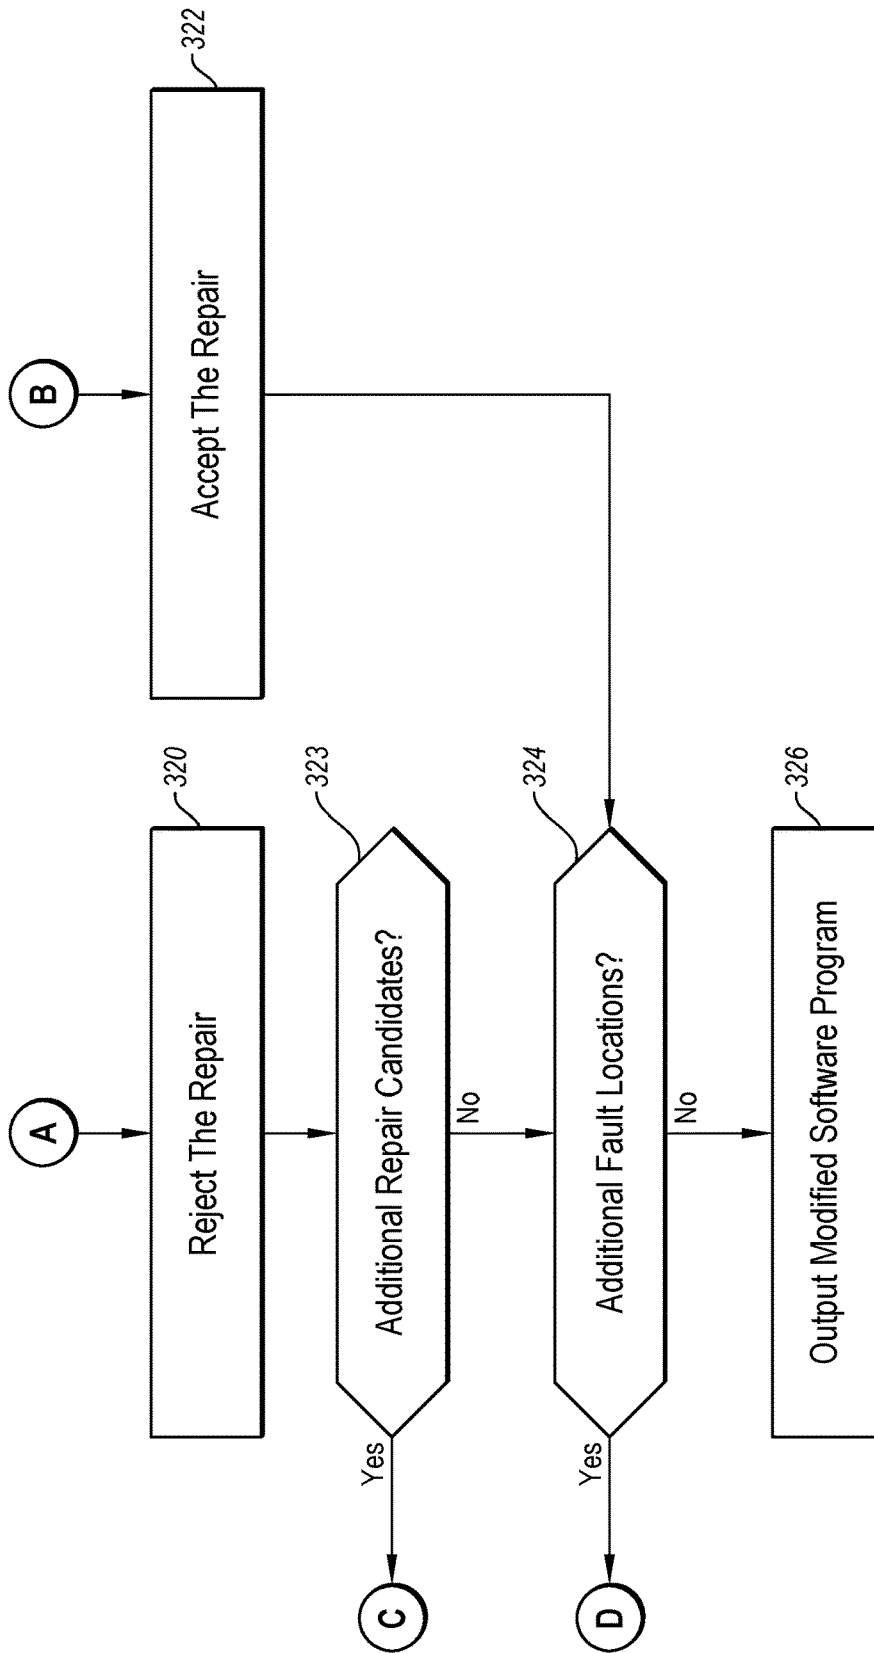 A
Reject The Repair
320
Additional Repair Candidates?
323
Yes
C
No
Additional Fault Locations?
324
Yes
D
No
Output Modified Software Program
326
B
Accept The Repair
322